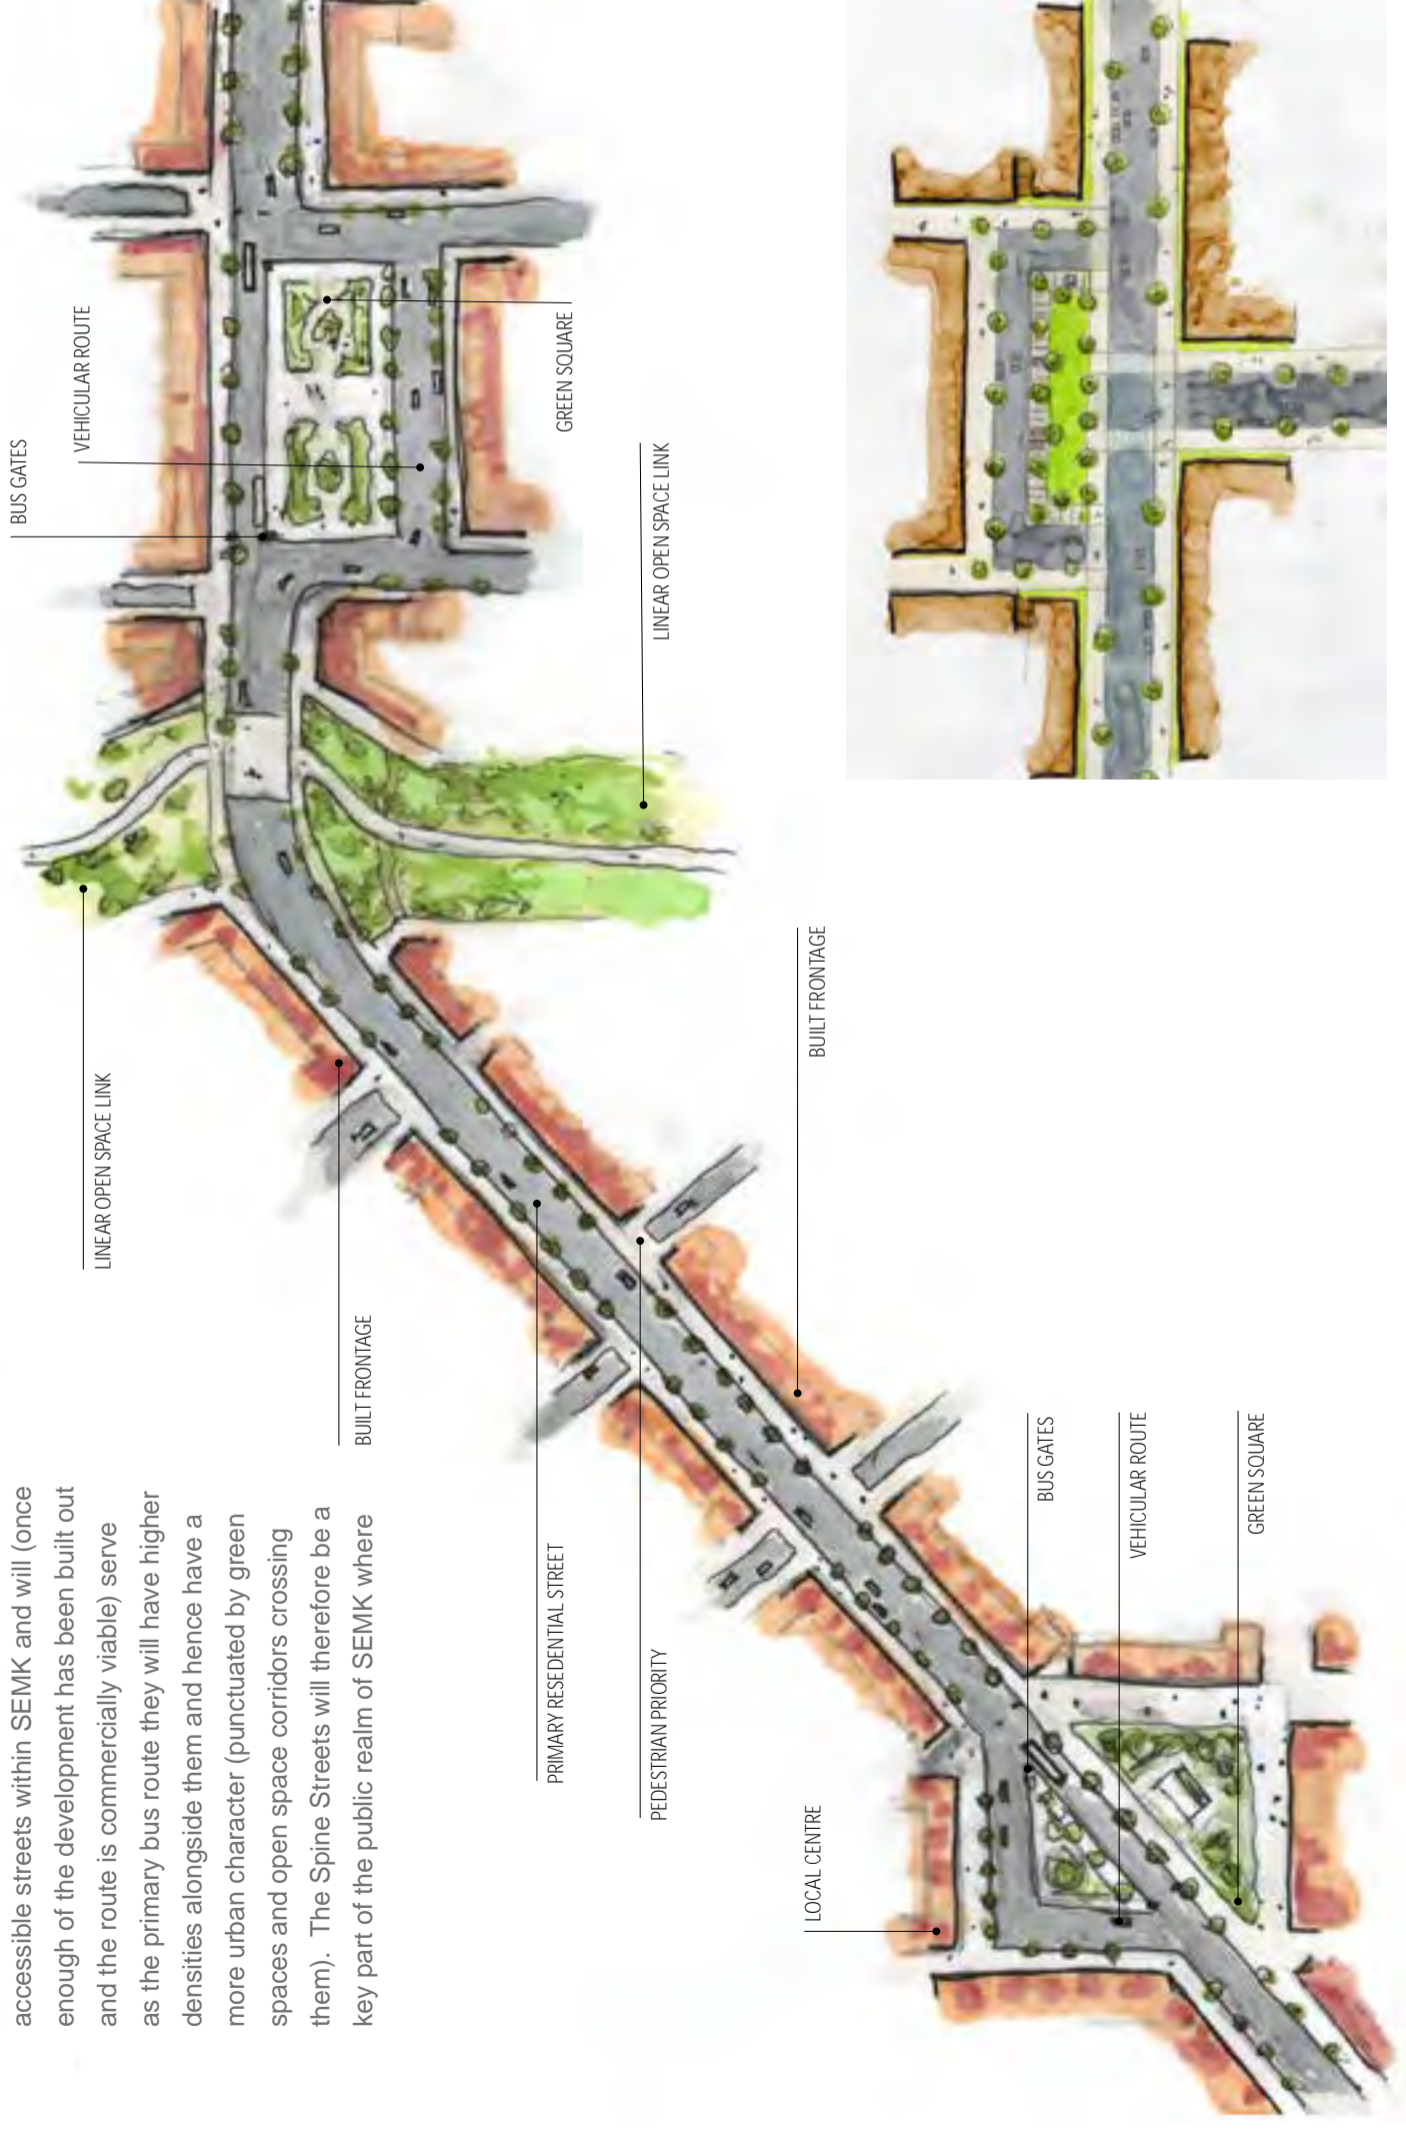 accessible streets within SEMK and will (once
enough of the development has been built out
and the route is commercially viable) serve
as the primary bus route they will have higher
densities alongside them and hence have a
more urban character (punctuated by green
spaces and open space corridors crossing
them).  The Spine Streets will therefore be a
key part of the public realm of SEMK where
BUS GATES
VEHICULAR ROUTE
GREEN SQUARE
LINEAR OPEN SPACE LINK
LINEAR OPEN SPACE LINK
BUILT FRONTAGE
BUILT FRONTAGE
PRIMARY RESEDENTIAL STREET
PEDESTRIAN PRIORITY
LOCAL CENTRE
BUS GATES
VEHICULAR ROUTE
GREEN SQUARE